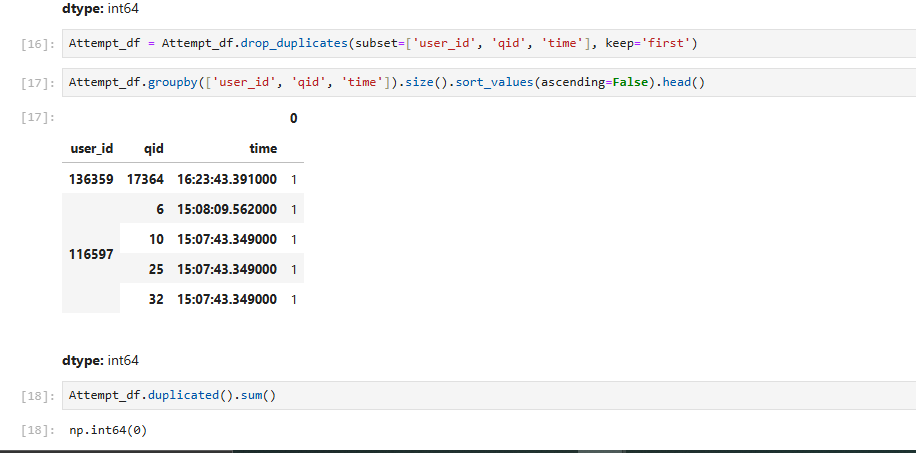 dtype: int64
[16]: Attempt_df = Attempt_df.drop_duplicates(subset=['user_id', 'qid', 'time'], keep='first')
[17]: Attempt_df.groupby(['user_id', 'qid', 'time']).size().sort_values(ascending=False).head()
[17]:
0
user_id qid time
136359 17364 16:23:43.391000 1
6 15:08:09.562000 1
10 15:07:43.349000 1
116597
25 15:07:43.349000 1
32 15:07:43.349000 1
dtype: int64
[18]: Attempt_df.duplicated().sum()
[18]: np.int64(0)